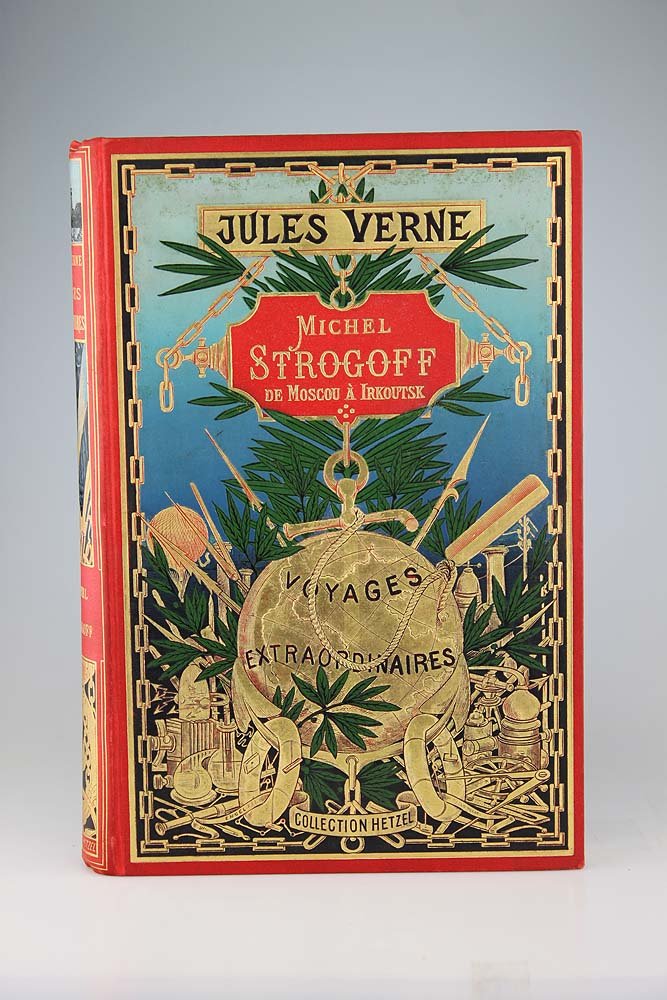 JULES VERNE
MICHEL
STROGOFF
DE MOSCOU À IRKOUTSK
VOYAGES
EXTRAORDINAIRES
COLLECTION HETZEL